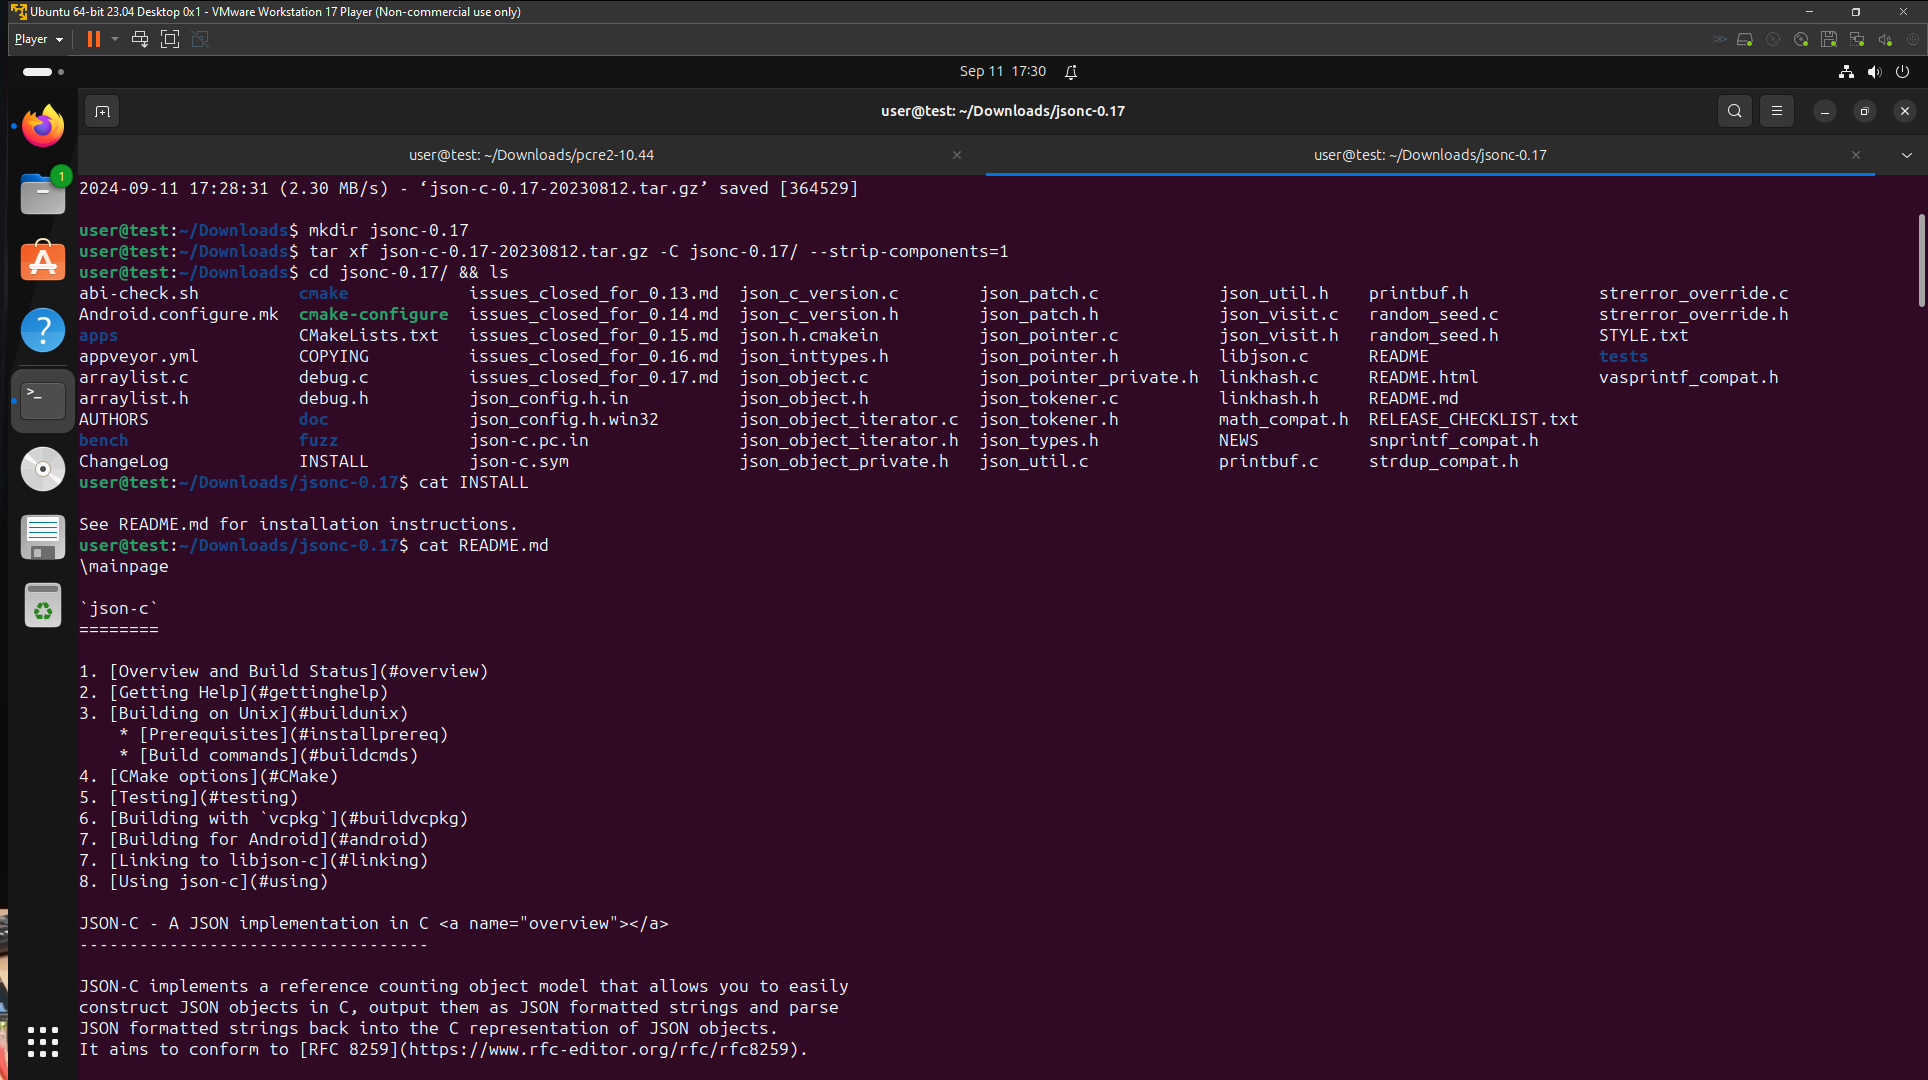 Ubuntu 64-bit 23.04 Desktop 0x1 - VMware Workstation 17 Player (Non-commercial use only)
Player
Sep 11 17:30
user@test: ~/Downloads/jsonc-0.17
user@test: ~/Downloads/pcre2-10.44
user@test: ~/Downloads/jsonc-0.17
1
2024-09-11 17:28:31 (2.30 MB/s) - ‘json-c-0.17-20230812.tar.gz’ saved [364529]
user@test:~/Downloads$ mkdir jsonc-0.17
user@test:~/Downloads$ tar xf json-c-0.17-20230812.tar.gz -C jsonc-0.17/ --strip-components=1
user@test:~/Downloads$ cd jsonc-0.17/ && ls
abi-check.sh cmake issues_closed_for_0.13.md json_c_version.c json_patch.c json_util.h printbuf.h strerror_override.c
Android.configure.mk cmake-configure issues_closed_for_0.14.md json_c_version.h json_patch.h json_visit.c random_seed.c strerror_override.h
apps CMakeLists.txt issues_closed_for_0.15.md json.h.cmakein json_pointer.c json_visit.h random_seed.h STYLE.txt
appveyor.yml COPYING issues_closed_for_0.16.md json_inttypes.h json_pointer.h libjson.c README tests
arraylist.c debug.c issues_closed_for_0.17.md json_object.c json_pointer_private.h linkhash.c README.html vasprintf_compat.h
arraylist.h debug.h json_config.h.in json_object.h json_tokener.c linkhash.h README.md
AUTHORS doc json_config.h.win32 json_object_iterator.c json_tokener.h math_compat.h RELEASE_CHECKLIST.txt
bench fuzz json-c.pc.in json_object_iterator.h json_types.h NEWS snprintf_compat.h
ChangeLog INSTALL json-c.sym json_object_private.h json_util.c printbuf.c strdup_compat.h
user@test:~/Downloads/jsonc-0.17$ cat INSTALL
See README.md for installation instructions.
user@test:~/Downloads/jsonc-0.17$ cat README.md
\mainpage
`json-c`
========
1. [Overview and Build Status](#overview)
2. [Getting Help](#gettinghelp)
3. [Building on Unix](#buildunix)
* [Prerequisites](#installprereq)
* [Build commands](#buildcmds)
4. [CMake options](#CMake)
5. [Testing](#testing)
6. [Building with `vcpkg`](#buildvcpkg)
7. [Building for Android](#android)
7. [Linking to libjson-c](#linking)
8. [Using json-c](#using)
JSON-C - A JSON implementation in C <a name="overview"></a>
-----------------------------------
JSON-C implements a reference counting object model that allows you to easily
construct JSON objects in C, output them as JSON formatted strings and parse
JSON formatted strings back into the C representation of JSON objects.
It aims to conform to [RFC 8259](https://www.rfc-editor.org/rfc/rfc8259).